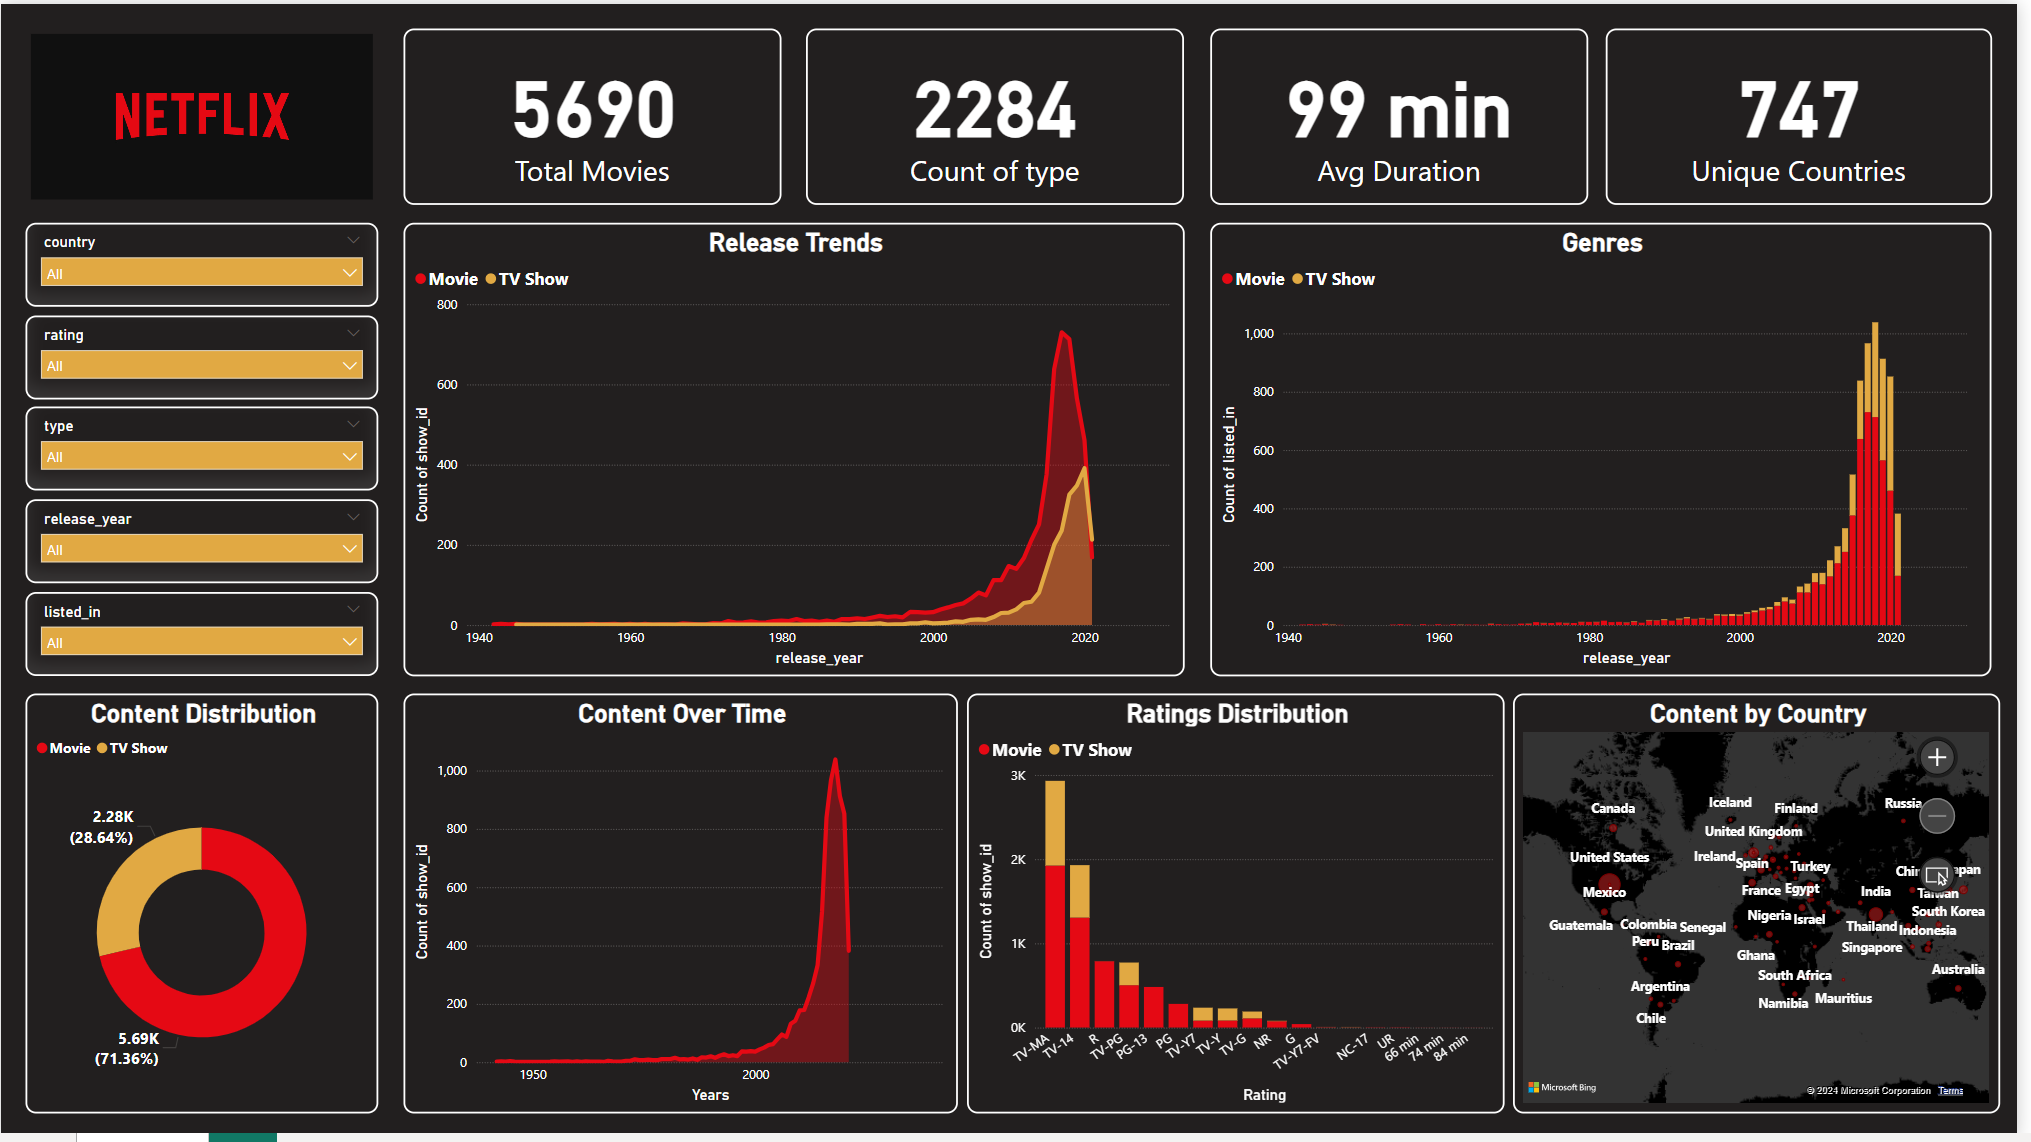 NETFLIX
5690
Total Movies
2284
Count of type
99 min
Avg Duration
747
Unique Countries
country
All
rating
All
type
All
release_year
All
listed_in
All
Release Trends
Movie TV Show
800
600
400
200
0
Count of show_id
1940 1960 1980 2000 2020
release_year
Genres
Movie TV Show
1,000
800
600
400
200
0
Count of listed_in
1940 1960 1980 2000 2020
release_year
Content Distribution
Movie TV Show
2.28K
(28.64%)
5.69K
(71.36%)
Content Over Time
1,000
800
600
400
200
0
Count of show_id
1950 2000
Years
Ratings Distribution
Movie TV Show
3K
2K
1K
0K
Count of show_id
TV-MA TV-14 R TV-PG PG-13 PG TV-Y7 TV-Y TV-G NR G TV-Y7-FV NC-17 UR 66 min 74 min 84 min
Rating
Content by Country
Canada Iceland Finland Russia
United Kingdom
United States Ireland Spain Turkey
Mexico France Egypt India Taiwan
Nigeria Israel South Korea
Guatemala Colombia Senegal Thailand Indonesia
Peru Brazil Singapore
Ghana
South Africa Australia
Argentina
Namibia Mauritius
Chile
Microsoft Bing
© 2024 Microsoft Corporation Terms